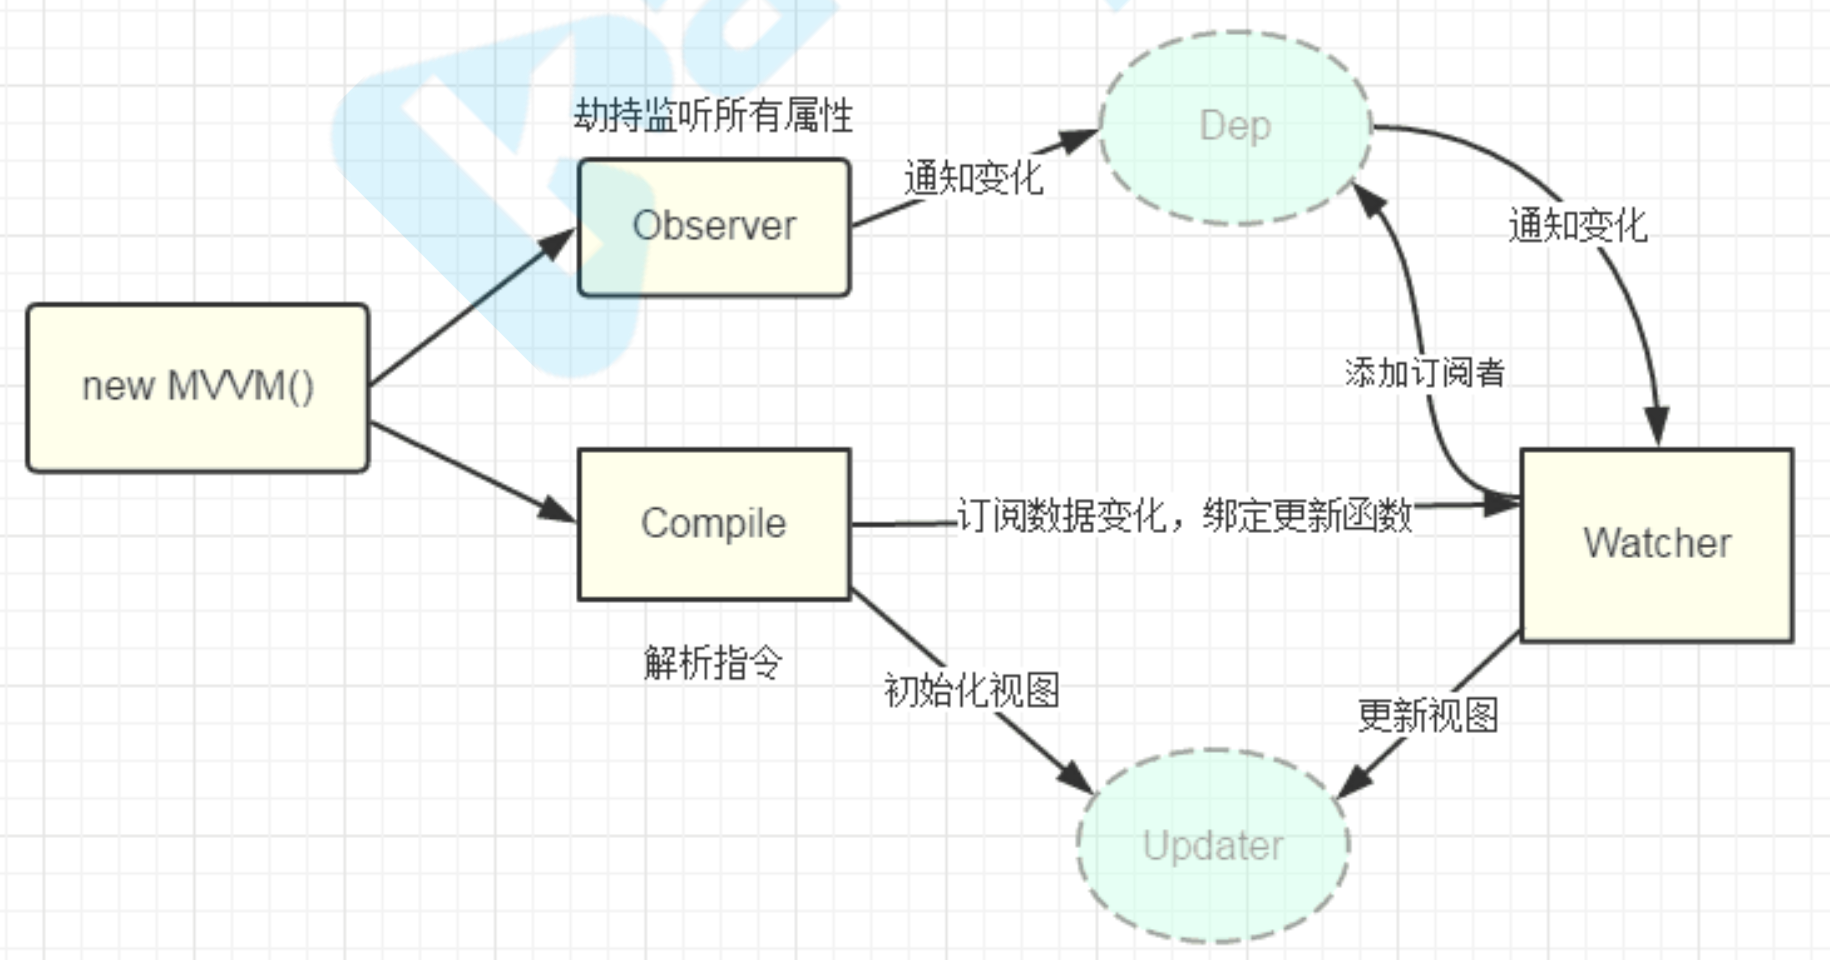 劫持监听所有属性
Dep
通知变化
Observer
通知变化
new MVVM()
添加订阅者
Compile
订阅数据变化，绑定更新函数
Watcher
解析指令
初始化视图
更新视图
Updater